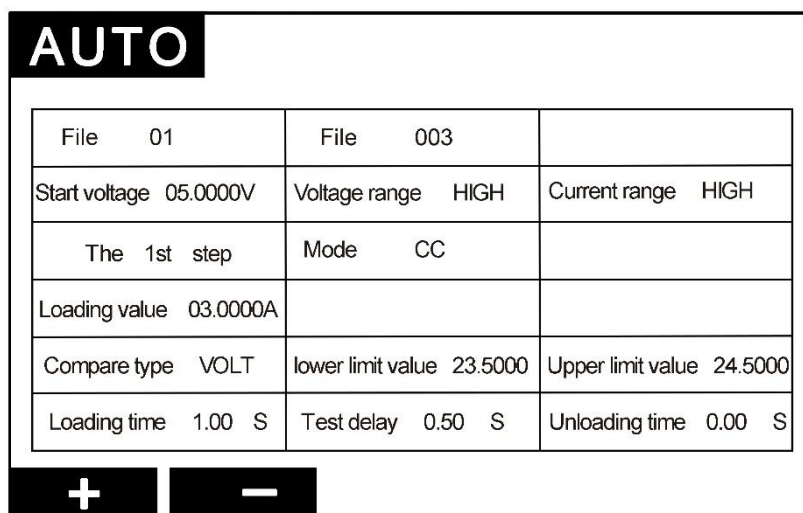 AUTO
File 01 File 003
Start voltage 05.0000V Voltage range HIGH Current range HIGH
The 1st step Mode CC
Loading value 03.0000A
Compare type VOLT lower limit value 23.5000 Upper limit value 24.5000
Loading time 1.00 S Test delay 0.50 S Unloading time 0.00 S
+ −